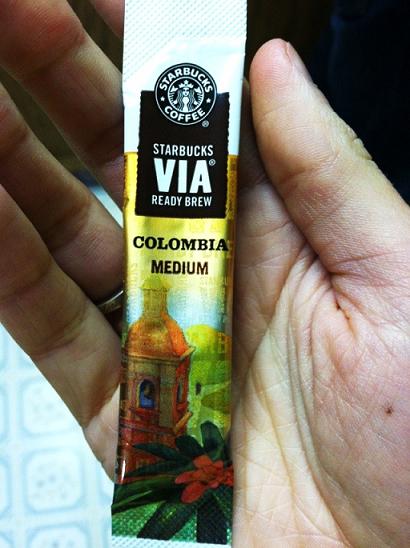 STARBUCKS
COFFEE
®
STARBUCKS
VIA®
READY BREW
COLOMBIA
MEDIUM